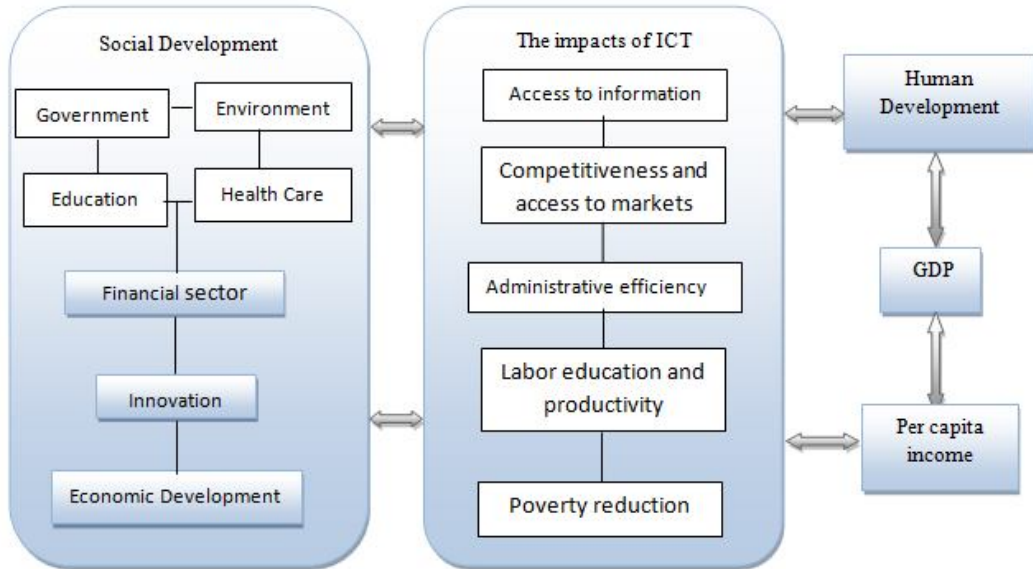 Social Development
Government
Environment
Education
Health Care
Financial sector
Innovation
Economic Development
The impacts of ICT
Access to information
Competitiveness and
access to markets
Administrative efficiency
Labor education and
productivity
Poverty reduction
Human
Development
GDP
Per capita
income